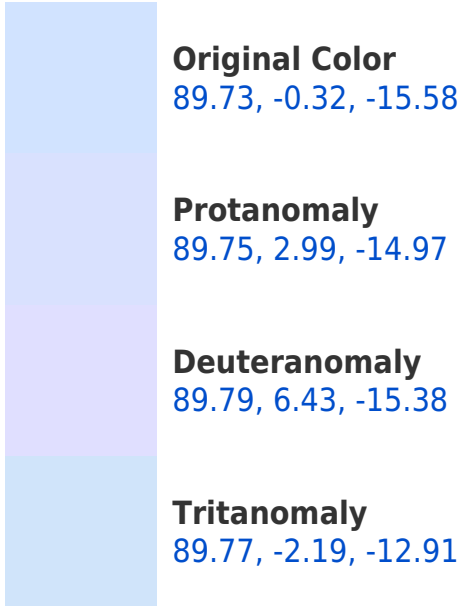 Original Color
89.73, -0.32, -15.58
Protanomaly
89.75, 2.99, -14.97
Deuteranomaly
89.79, 6.43, -15.38
Tritanomaly
89.77, -2.19, -12.91